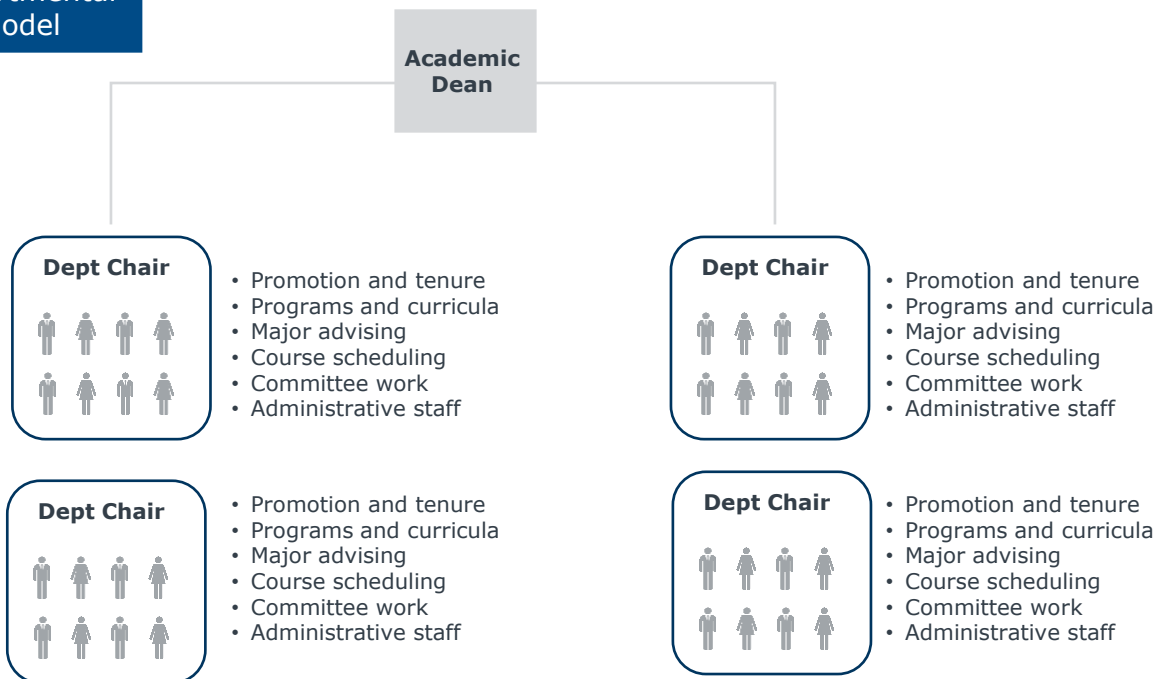 odel
Academic
Dean
Dept Chair
• Promotion and tenure
• Programs and curricula
• Major advising
• Course scheduling
• Committee work
• Administrative staff
Dept Chair
• Promotion and tenure
• Programs and curricula
• Major advising
• Course scheduling
• Committee work
• Administrative staff
Dept Chair
• Promotion and tenure
• Programs and curricula
• Major advising
• Course scheduling
• Committee work
• Administrative staff
Dept Chair
• Promotion and tenure
• Programs and curricula
• Major advising
• Course scheduling
• Committee work
• Administrative staff